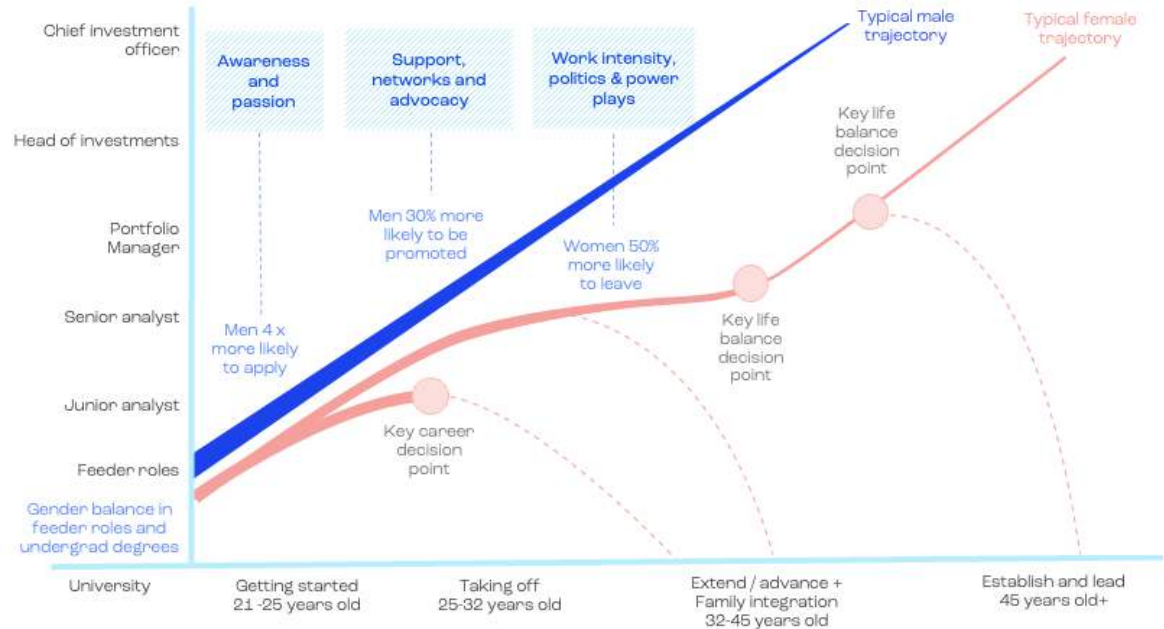 Chief investment
officer
Head of investments
Portfolio
Manager
Senior analyst
Junior analyst
Feeder roles
Gender balance in
feeder roles and
undergrad degrees
Awareness
and
passion
Support,
networks and
advocacy
Work intensity,
politics & power
plays
Typical male
trajectory
Typical female
trajectory
Men 4 x
more likely
to apply
Men 30% more
likely to be
promoted
Women 50%
more likely
to leave
Key career
decision
point
Key life
balance
decision
point
Key life
balance
decision
point
University
Getting started
21 -25 years old
Taking off
25-32 years old
Extend / advance +
Family integration
32-45 years old
Establish and lead
45 years old+